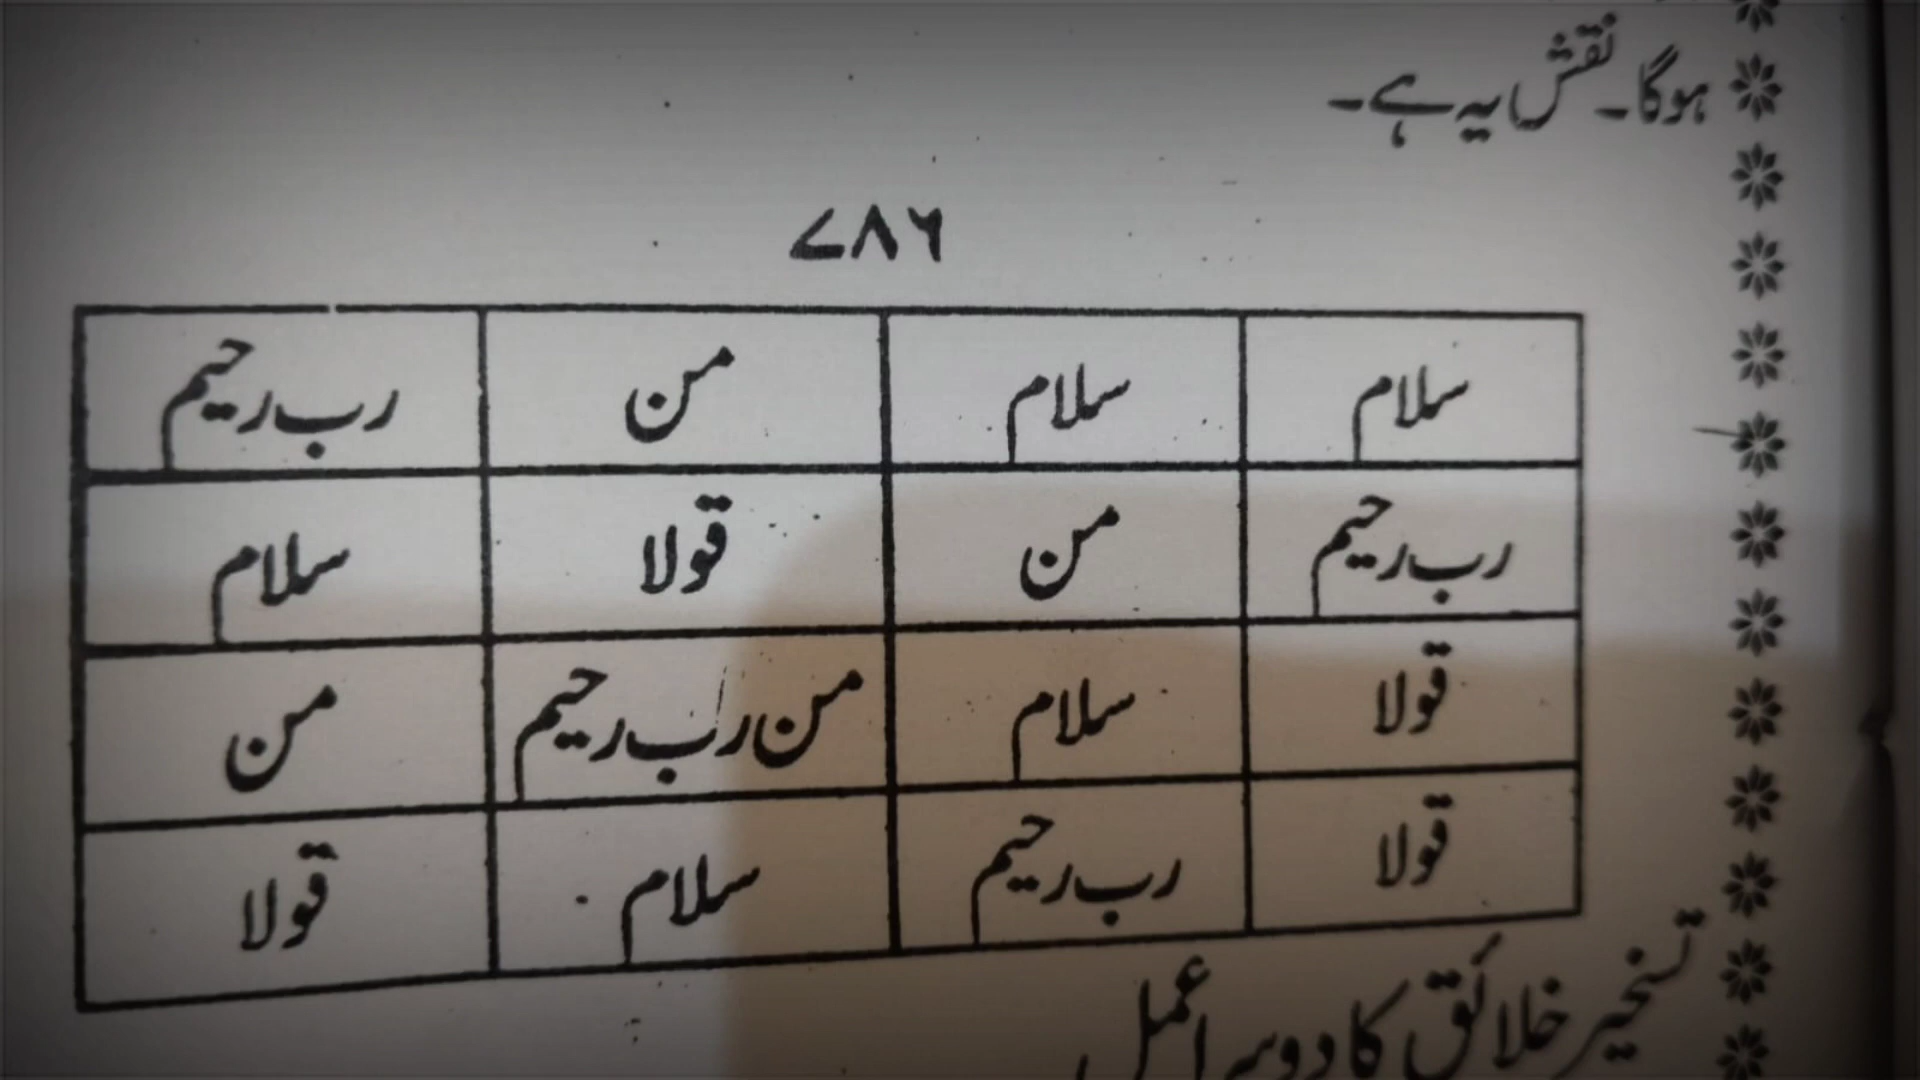 ہوگا۔ نقش یہ ہے۔
۷۸۶
سلام سلام من رب رحیم
رب رحیم من قولا سلام
قولا سلام من رب رحیم من
قولا رب رحیم سلام قولا
تسخیر خلائق کا دوسرا عمل